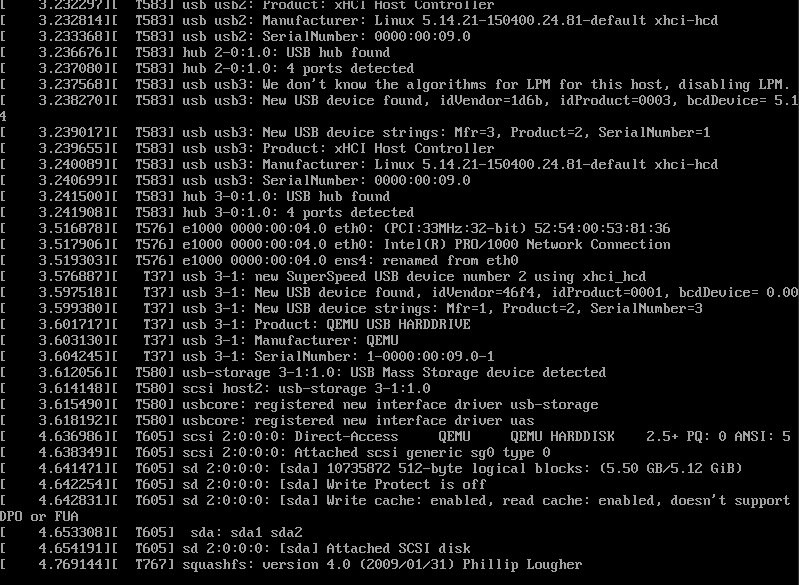 [    3.232297][  T583] usb usb2: Product: xHCI Host Controller
[    3.232814][  T583] usb usb2: Manufacturer: Linux 5.14.21-150400.24.81-default xhci-hcd
[    3.233368][  T583] usb usb2: SerialNumber: 0000:00:09.0
[    3.236676][  T583] hub 2-0:1.0: USB hub found
[    3.237080][  T583] hub 2-0:1.0: 4 ports detected
[    3.237568][  T583] usb usb3: We don't know the algorithms for LPM for this host, disabling LPM.
[    3.238270][  T583] usb usb3: New USB device found, idVendor=1d6b, idProduct=0003, bcdDevice= 5.1
4
[    3.239017][  T583] usb usb3: New USB device strings: Mfr=3, Product=2, SerialNumber=1
[    3.239655][  T583] usb usb3: Product: xHCI Host Controller
[    3.240089][  T583] usb usb3: Manufacturer: Linux 5.14.21-150400.24.81-default xhci-hcd
[    3.240699][  T583] usb usb3: SerialNumber: 0000:00:09.0
[    3.241500][  T583] hub 3-0:1.0: USB hub found
[    3.241908][  T583] hub 3-0:1.0: 4 ports detected
[    3.516878][  T576] e1000 0000:00:04.0 eth0: (PCI:33MHz:32-bit) 52:54:00:53:81:36
[    3.517906][  T576] e1000 0000:00:04.0 eth0: Intel(R) PRO/1000 Network Connection
[    3.519303][  T576] e1000 0000:00:04.0 ens4: renamed from eth0
[    3.576887][   T37] usb 3-1: new SuperSpeed USB device number 2 using xhci_hcd
[    3.597518][   T37] usb 3-1: New USB device found, idVendor=46f4, idProduct=0001, bcdDevice= 0.00
[    3.599380][   T37] usb 3-1: New USB device strings: Mfr=1, Product=2, SerialNumber=3
[    3.601717][   T37] usb 3-1: Product: QEMU USB HARDDRIVE
[    3.603130][   T37] usb 3-1: Manufacturer: QEMU
[    3.604245][   T37] usb 3-1: SerialNumber: 1-0000:00:09.0-1
[    3.612056][  T580] usb-storage 3-1:1.0: USB Mass Storage device detected
[    3.614148][  T580] scsi host2: usb-storage 3-1:1.0
[    3.615490][  T580] usbcore: registered new interface driver usb-storage
[    3.618192][  T580] usbcore: registered new interface driver uas
[    4.636986][  T605] scsi 2:0:0:0: Direct-Access     QEMU     QEMU HARDDISK    2.5+ PQ: 0 ANSI: 5
[    4.638349][  T605] scsi 2:0:0:0: Attached scsi generic sg0 type 0
[    4.641471][  T605] sd 2:0:0:0: [sda] 10735872 512-byte logical blocks: (5.50 GB/5.12 GiB)
[    4.642254][  T605] sd 2:0:0:0: [sda] Write Protect is off
[    4.642831][  T605] sd 2:0:0:0: [sda] Write cache: enabled, read cache: enabled, doesn't support
DPO or FUA
[    4.653308][  T605]  sda: sda1 sda2
[    4.654191][  T605] sd 2:0:0:0: [sda] Attached SCSI disk
[    4.769144][  T767] squashfs: version 4.0 (2009/01/31) Phillip Lougher